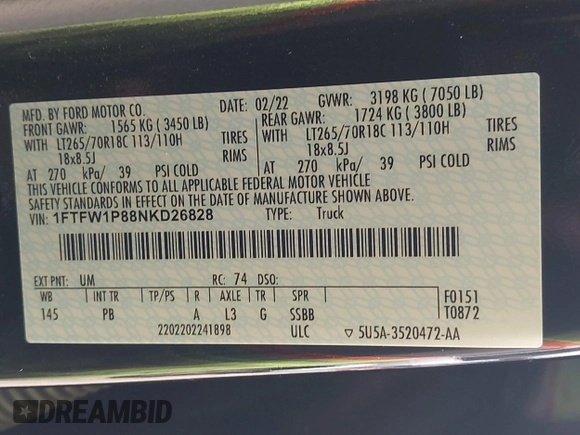 MFD. BY FORD MOTOR CO.
DATE: 02/22 GVWR: 3198 KG ( 7050 LB)
FRONT GAWR: 1565 KG ( 3450 LB) REAR GAWR: 1724 KG ( 3800 LB)
WITH LT265/70R18C 113/110H TIRES WITH LT265/70R18C 113/110H TIRES
18x8.5J RIMS 18x8.5J RIMS
AT 270 kPa/ 39 PSI COLD AT 270 kPa/ 39 PSI COLD
THIS VEHICLE CONFORMS TO ALL APPLICABLE FEDERAL MOTOR VEHICLE
SAFETY STANDARDS IN EFFECT ON THE DATE OF MANUFACTURE SHOWN ABOVE.
VIN: 1FTFW1P88NKD26828 TYPE: Truck
EXT PNT: UM RC: 74 DSO:
WB INT TR TP/PS R AXLE TR SPR F0151
145 PB A L3 G SSBB T0872
2202202241898 ULC ▽ 5U5A-3520472-AA
DREAMBID